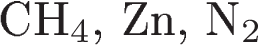 CH₄, Zn, N₂